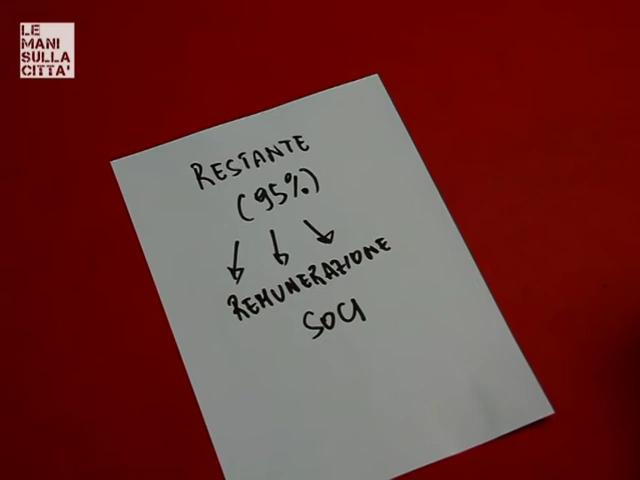 LE
MANI
SULLA
CITTA'
RESTANTE
(95%)
REMUNERAZIONE
SOCI